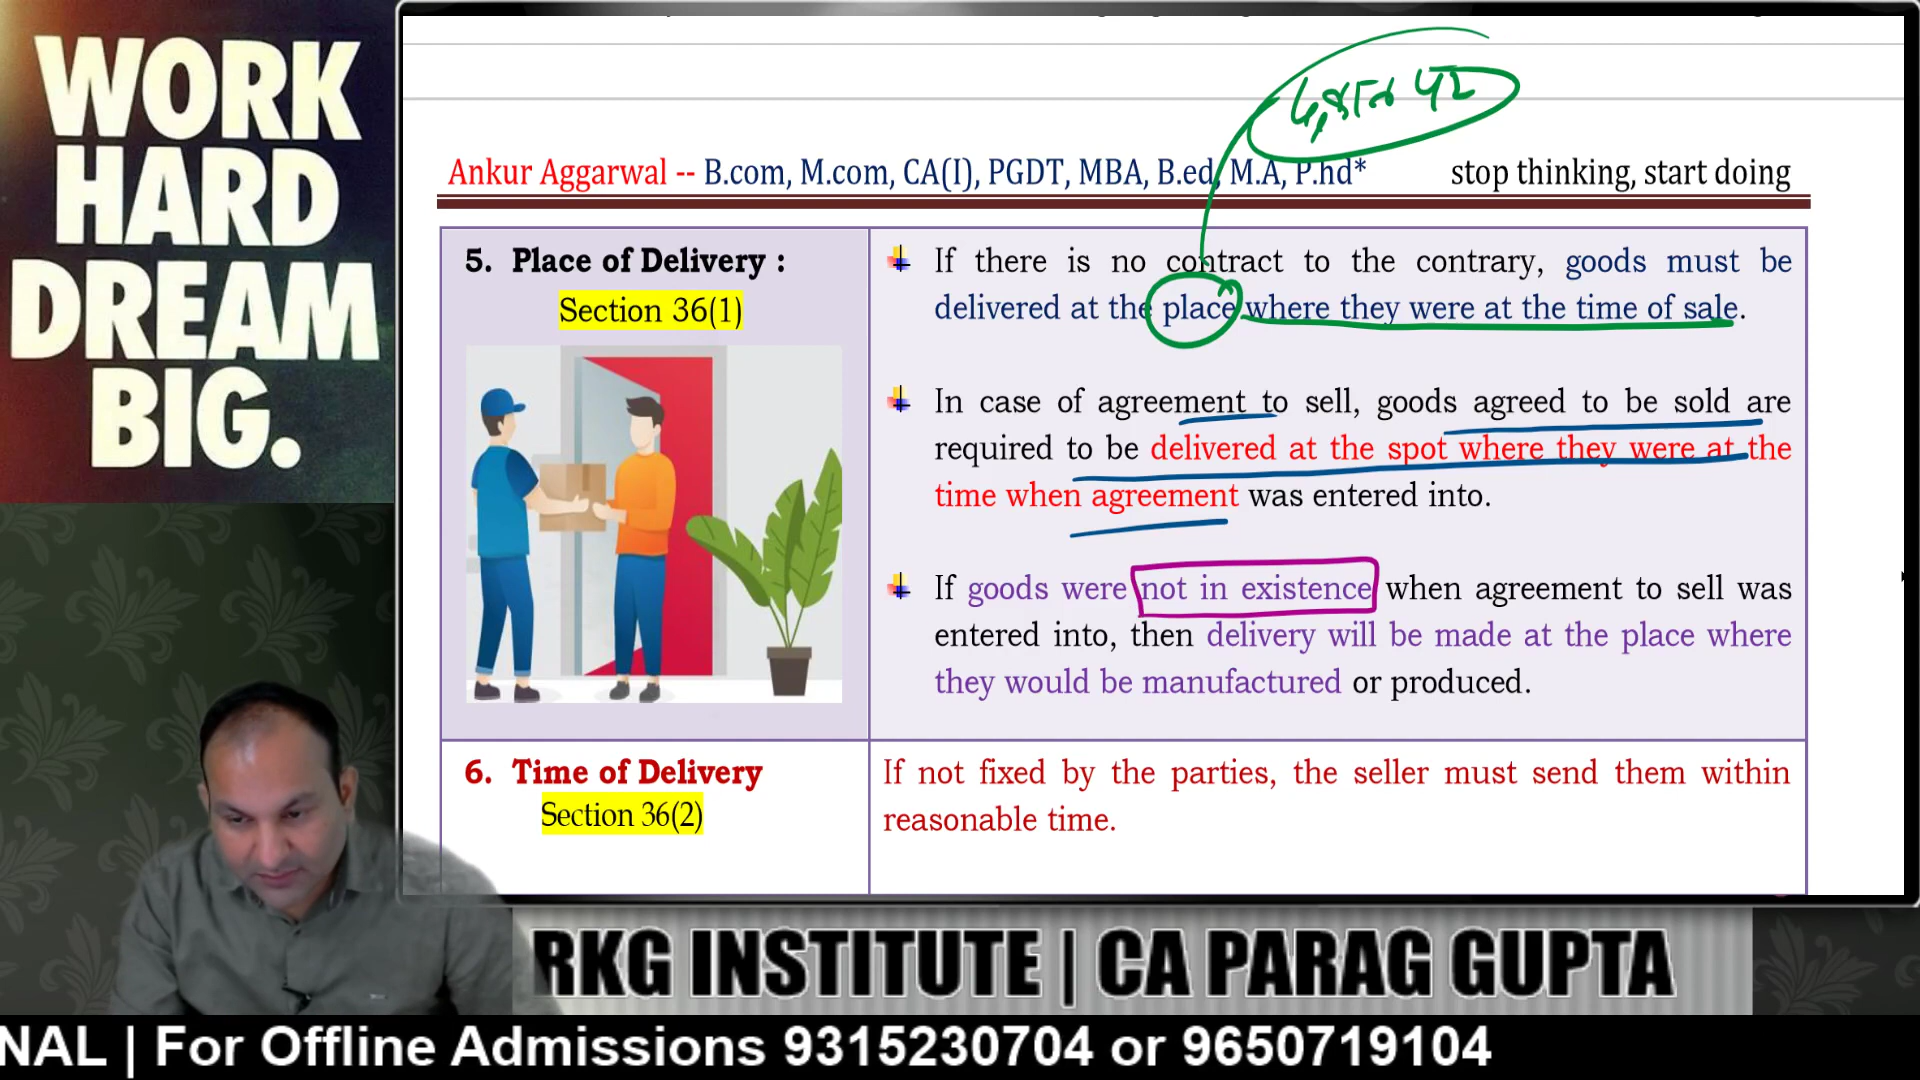 WORK
HARD
DREAM
BIG.
दुकान पर
Ankur Aggarwal -- B.com, M.com, CA(I), PGDT, MBA, B.ed, M.A, P.hd* stop thinking, start doing
5. Place of Delivery :
Section 36(1)
If there is no contract to the contrary, goods must be
delivered at the place where they were at the time of sale.
In case of agreement to sell, goods agreed to be sold are
required to be delivered at the spot where they were at the
time when agreement was entered into.
If goods were not in existence when agreement to sell was
entered into, then delivery will be made at the place where
they would be manufactured or produced.
6. Time of Delivery
Section 36(2)
If not fixed by the parties, the seller must send them within
reasonable time.
RKG INSTITUTE | CA PARAG GUPTA
NAL | For Offline Admissions 9315230704 or 9650719104